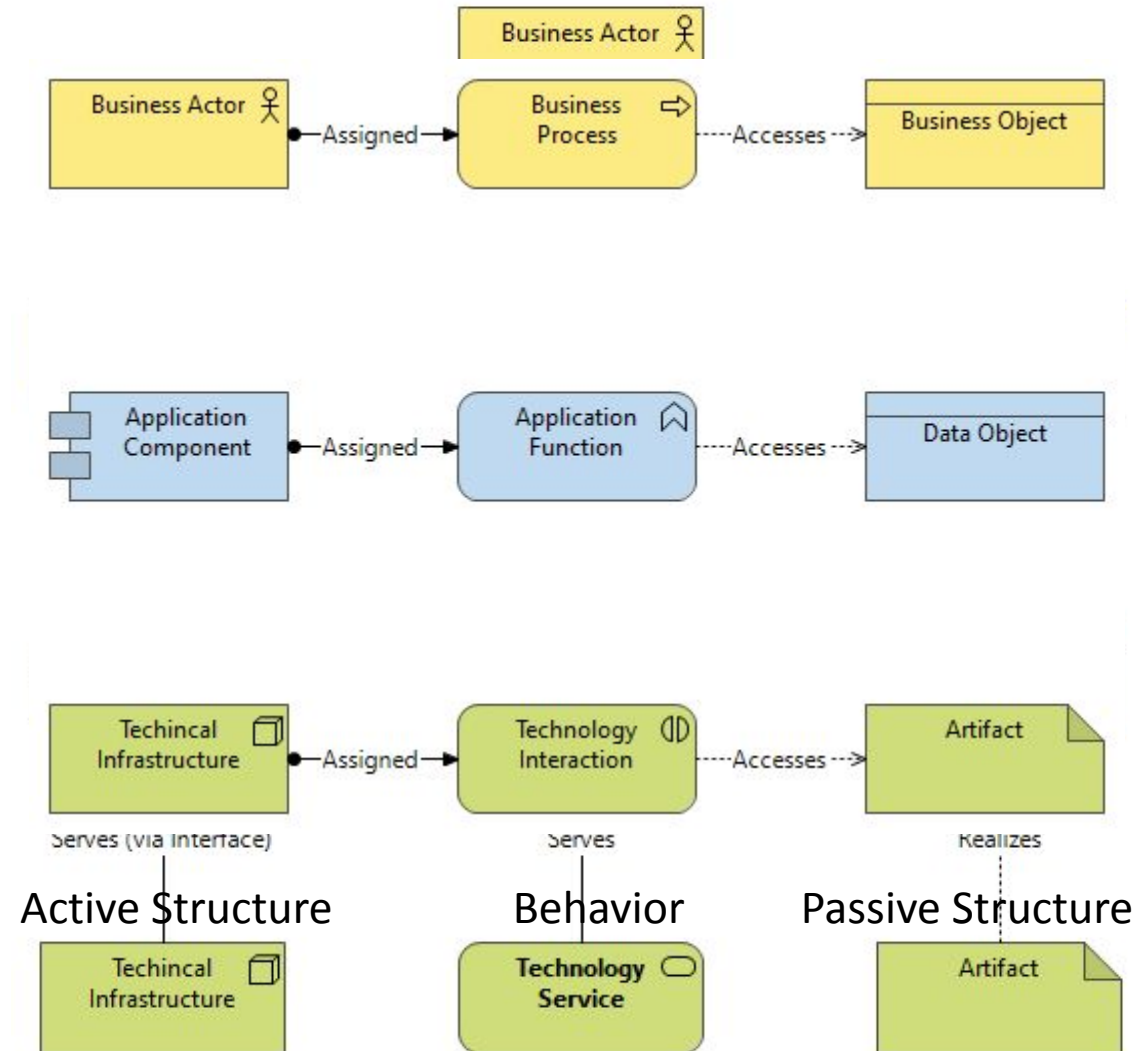 Business Actor
Business Actor
Assigned
Business
Process
Accesses
Business Object
Application
Component
Assigned
Application
Function
Accesses
Data Object
Techincal
Infrastructure
Assigned
Technology
Interaction
Accesses
Artifact
Serves (via Interface)
Serves
Realizes
Active Structure
Behavior
Passive Structure
Techincal
Infrastructure
Technology
Service
Artifact